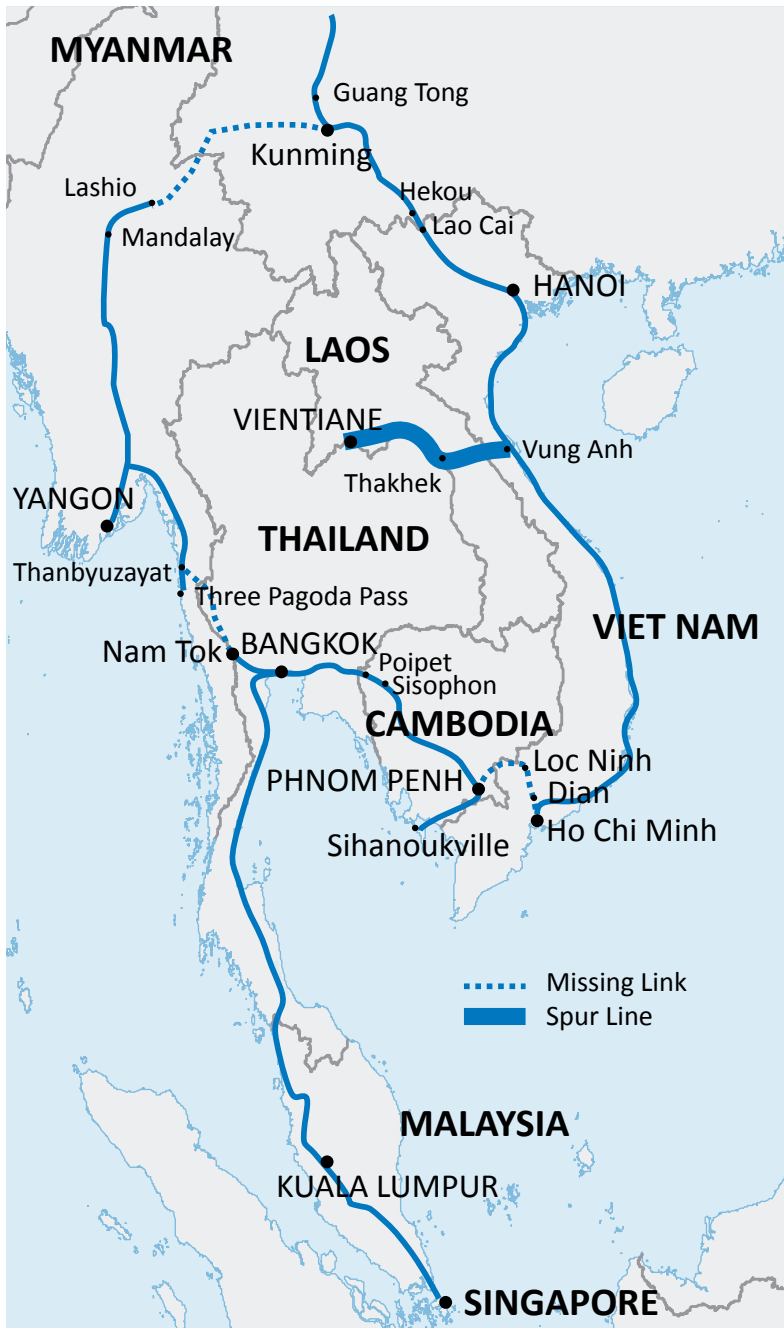 MYANMAR
Guang Tong
Kunming
Lashio
Hekou
Mandalay
Lao Cai
HANOI
LAOS
VIENTIANE
Vung Anh
Thakhek
YANGON
THAILAND
Thanbyuzayat
Three Pagoda Pass
VIET NAM
Nam Tok
BANGKOK
Poipet
Sisophon
CAMBODIA
Loc Ninh
PHNOM PENH
Dian
Ho Chi Minh
Sihanoukville
Missing Link
Spur Line
MALAYSIA
KUALA LUMPUR
SINGAPORE